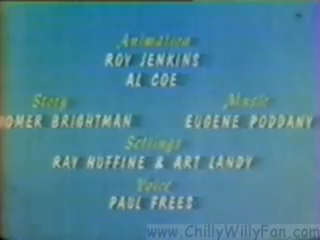 Animation
ROY JENKINS
AL COE
Story Music
HOMER BRIGHTMAN EUGENE PODDANY
Settings
RAY HUFFINE & ART LANDY
Voice
PAUL FREES
www.ChillyWillyFan.com